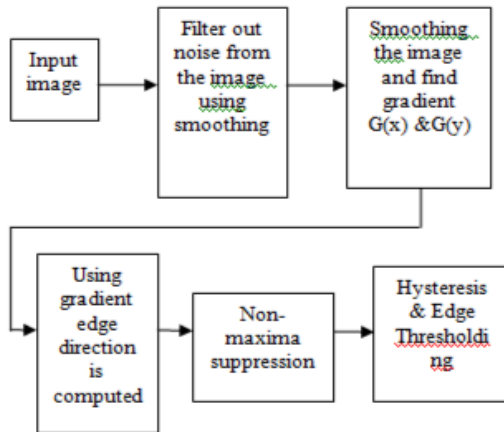 Input
image
Filter out
noise from
the image
using
smoothing
Smoothing
the image
and find
gradient
G(x) &G(y)
Using
gradient
edge
direction
is
computed
Non-
maxima
suppression
Hysteresis
& Edge
Thresholdi
ng